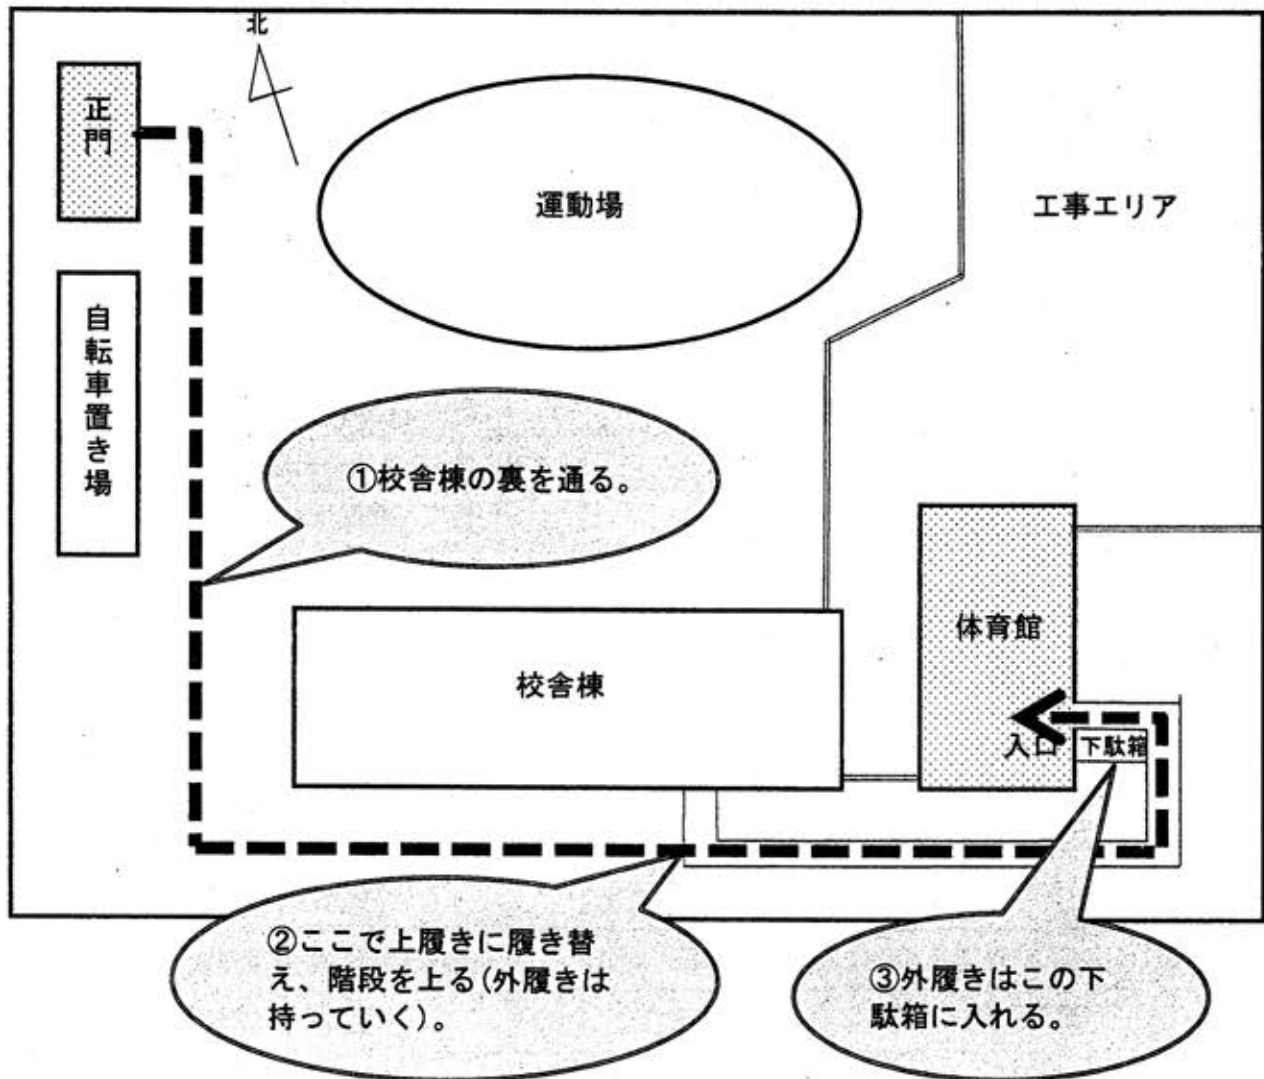 北
正門
運動場
工事エリア
自転車置き場
①校舎棟の裏を通る。
体育館
校舎棟
入口
下駄箱
②ここで上履きに履き替
え、階段を上る(外履きは
持っていく)。
③外履きはこの下
駄箱に入れる。